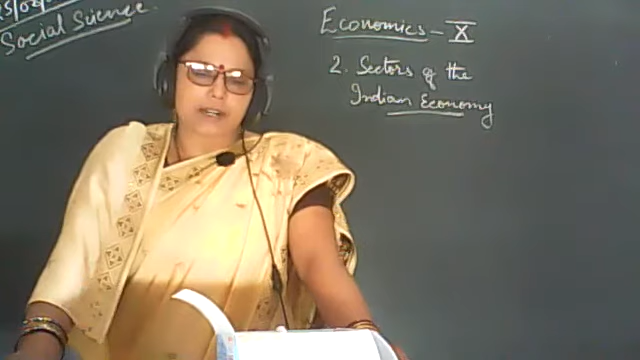 Social Science.
Economics - X
2. Sectors of the
Indian Economy